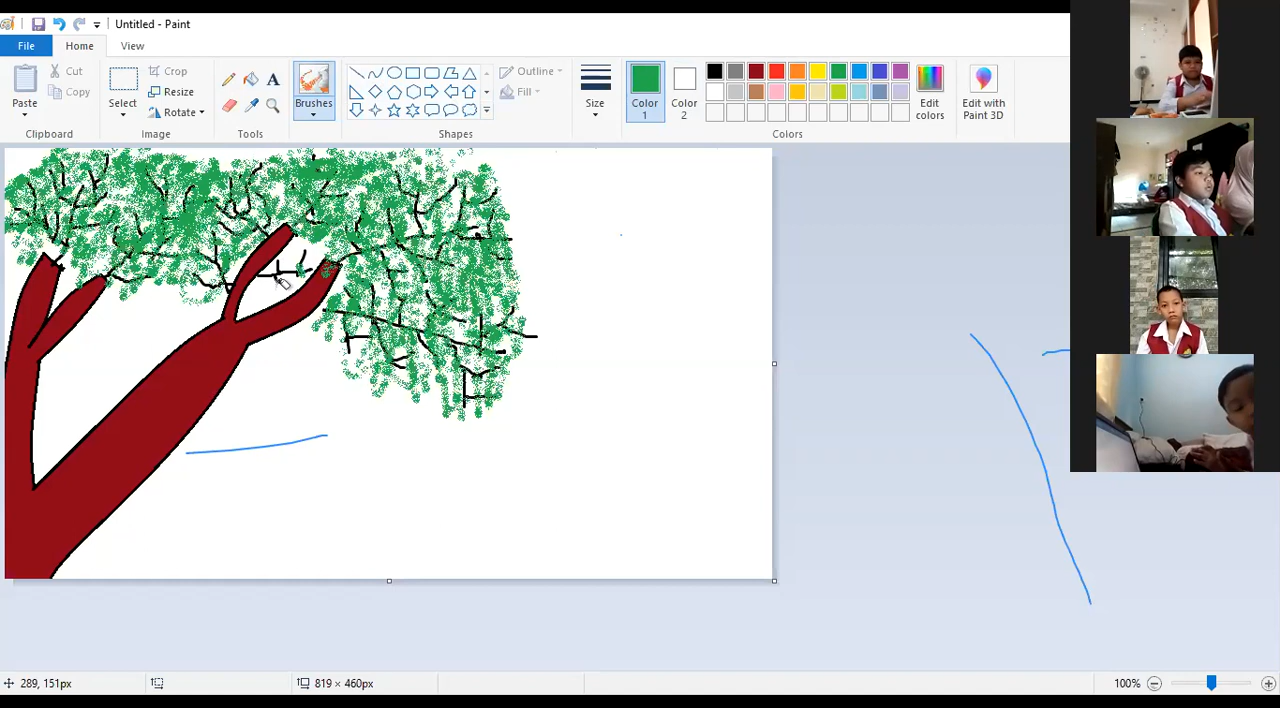 Untitled - Paint
File Home View
Paste
Cut
Copy
Clipboard
Select
Crop
Resize
Rotate
Image
A
Tools
Brushes
Outline
Fill
Shapes
Size
Color 1
Color 2
Edit colors
Edit with Paint 3D
Colors
289, 151px
819 × 460px
100%